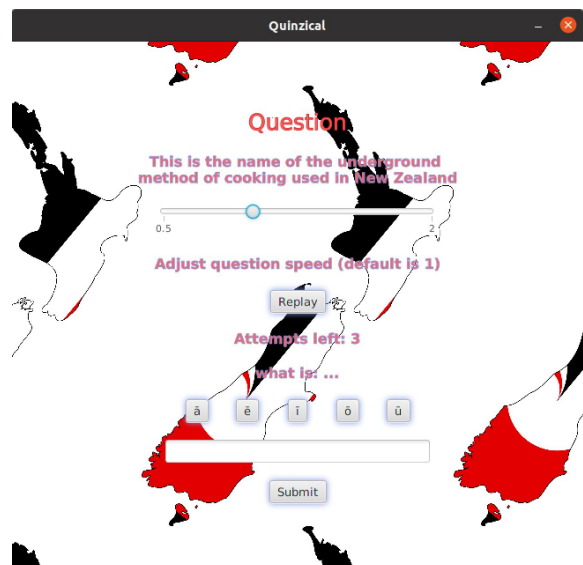 Quinzical
Question
This is the name of the underground
method of cooking used in New Zealand
0.5 2
Adjust question speed (default is 1)
Replay
Attempts left: 3
what is: ...
ā ē ī ō ū
Submit